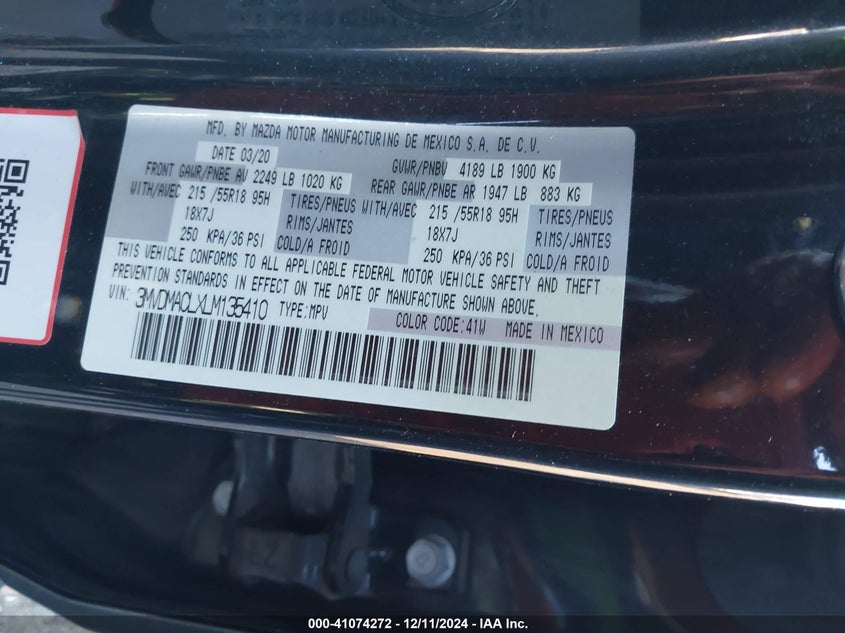 MFD. BY MAZDA MOTOR MANUFACTURING DE MEXICO S.A. DE C.V.
DATE 03/20 GVWR/PNBV 4189 LB 1900 KG
FRONT GAWR/PNBE AV 2249 LB 1020 KG REAR GAWR/PNBE AR 1947 LB 883 KG
WITH/AVEC 215 /55R18 95H TIRES/PNEUS WITH/AVEC 215 /55R18 95H TIRES/PNEUS
18X7J RIMS/JANTES 18X7J RIMS/JANTES
250 KPA/36 PSI COLD/A FROID 250 KPA/36 PSI COLD/A FROID
THIS VEHICLE CONFORMS TO ALL APPLICABLE FEDERAL MOTOR VEHICLE SAFETY AND THEFT
PREVENTION STANDARDS IN EFFECT ON THE DATE OF MANUFACTURE SHOWN ABOVE.
VIN: 3MVDMACLXLM135410 TYPE:MPV
COLOR CODE:41W MADE IN MEXICO
000-41074272 - 12/11/2024 - IAA Inc.